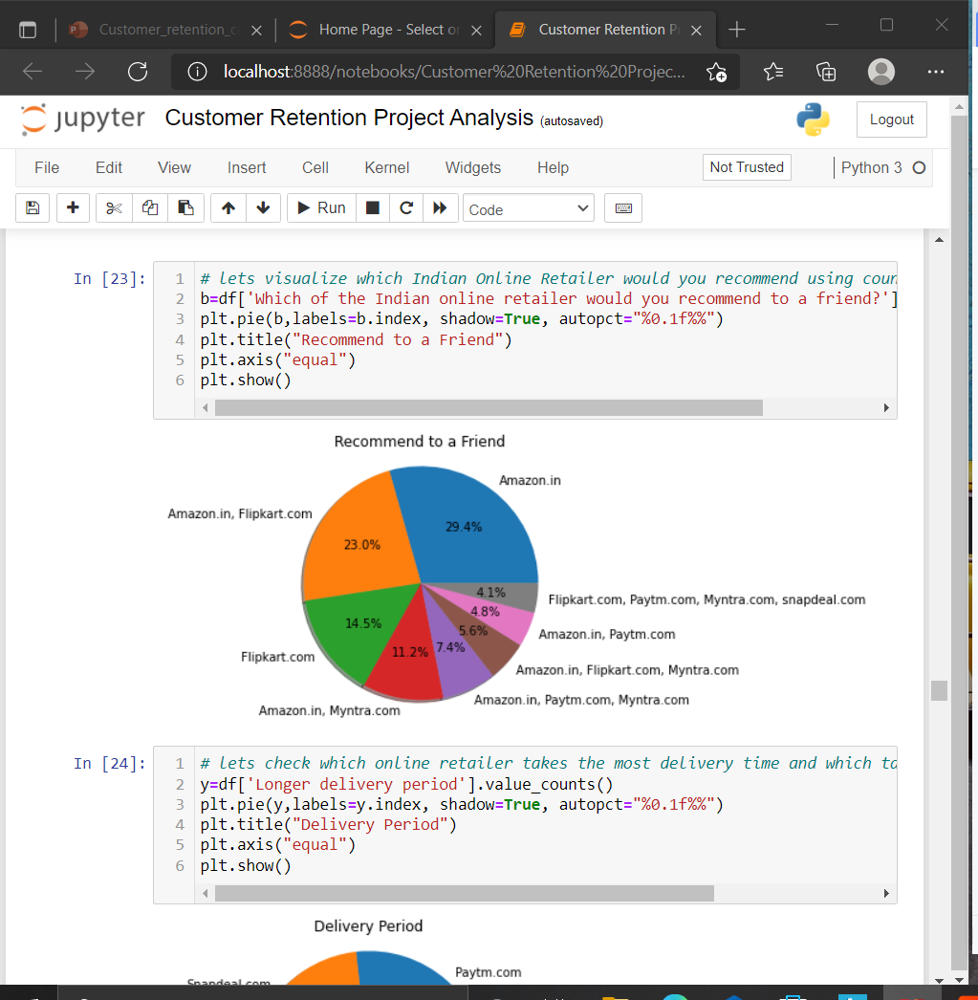 Customer_retention_c
Home Page - Select or
Customer Retention P
localhost:8888/notebooks/Customer%20Retention%20Projec...
jupyter Customer Retention Project Analysis (autosaved)
Logout
File Edit View Insert Cell Kernel Widgets Help
Not Trusted
Python 3
Run
Code
In [23]:
1 # lets visualize which Indian Online Retailer would you recommend using coun
2 b=df['Which of the Indian online retailer would you recommend to a friend?']
3 plt.pie(b,labels=b.index, shadow=True, autopct="%0.1f%%")
4 plt.title("Recommend to a Friend")
5 plt.axis("equal")
6 plt.show()
Recommend to a Friend
Amazon.in
Amazon.in, Flipkart.com
29.4%
23.0%
4.1%
Flipkart.com, Paytm.com, Myntra.com, snapdeal.com
4.8%
14.5%
5.6%
Amazon.in, Paytm.com
11.2%
7.4%
Flipkart.com
Amazon.in, Flipkart.com, Myntra.com
Amazon.in, Paytm.com, Myntra.com
Amazon.in, Myntra.com
In [24]:
1 # lets check which online retailer takes the most delivery time and which ta
2 y=df['Longer delivery period'].value_counts()
3 plt.pie(y,labels=y.index, shadow=True, autopct="%0.1f%%")
4 plt.title("Delivery Period")
5 plt.axis("equal")
6 plt.show()
Delivery Period
Paytm.com
Snapdeal.com